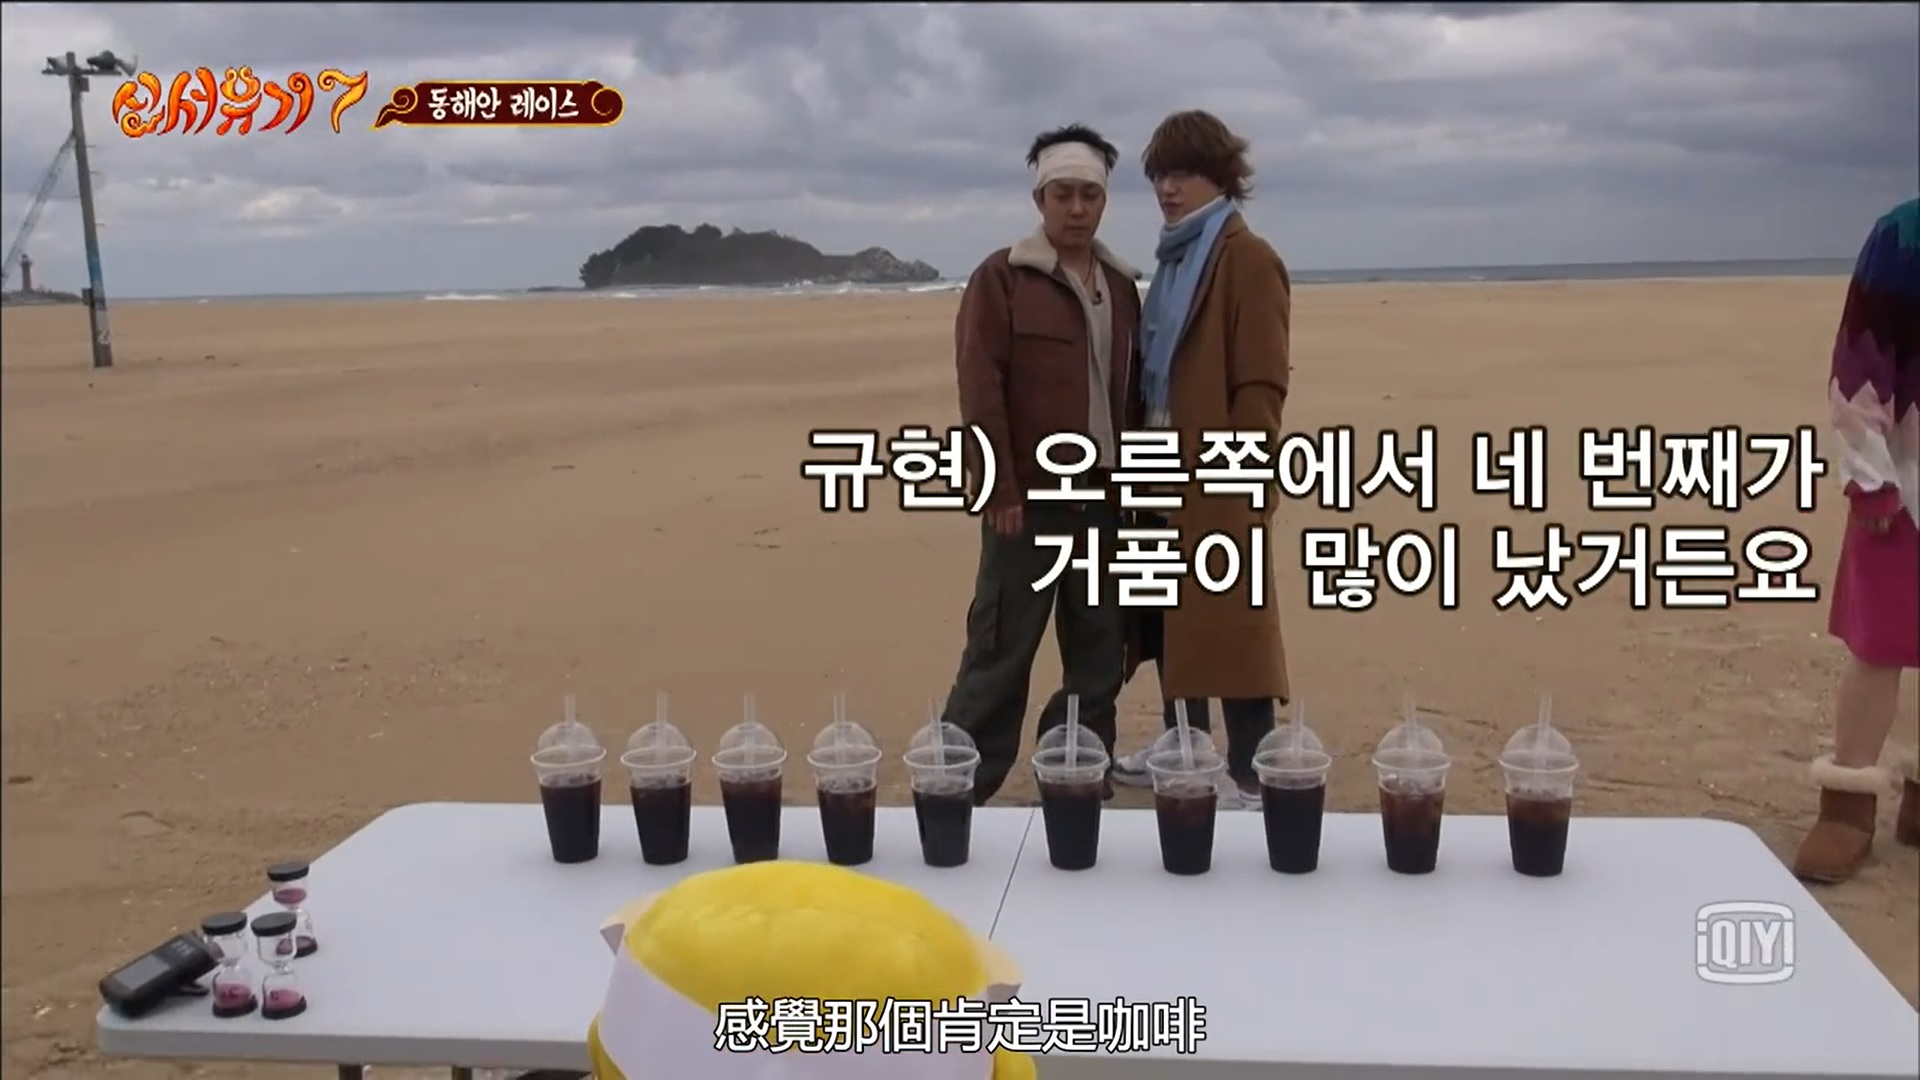 신서유기7
동해안 레이스
규현) 오른쪽에서 네 번째가
거품이 많이 났거든요
iQIYI
感覺那個肯定是咖啡